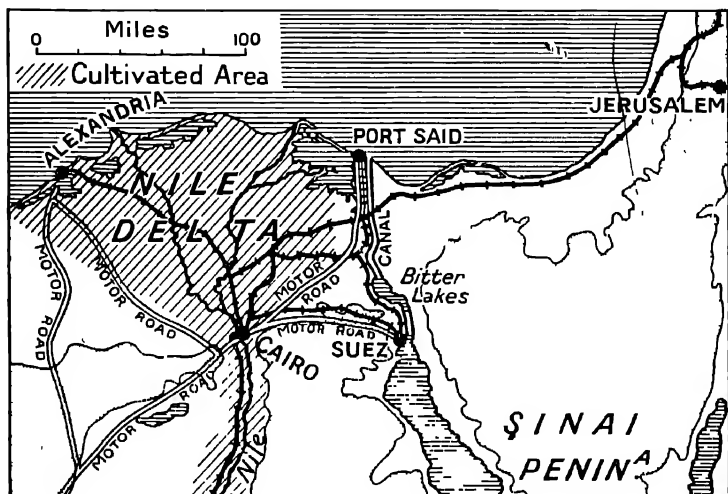 Miles
0 100
Cultivated Area
ALEXANDRIA
JERUSALEM
PORT SAID
NILE
DELTA
CANAL
MOTOR ROAD
MOTOR ROAD
MOTOR ROAD
Bitter
Lakes
MOTOR ROAD
SUEZ
CAIRO
MOTOR ROAD
Nile
SINAI
PENINA